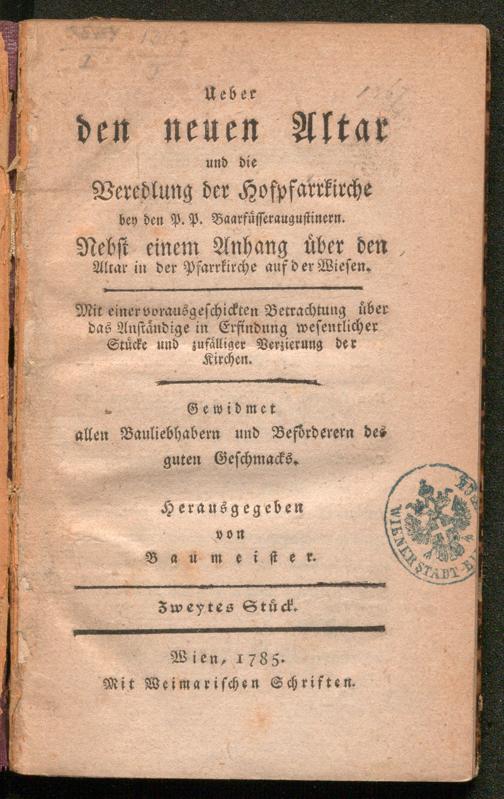 Ueber
den neuen Altar
und die
Veredlung der Hofpfarrkirche
bey den P. P. Baarfüsseraugustinern.
Nebst einem Anhang über den
Altar in der Pfarrkirche auf der Wiesen.
Mit einer vorausgeschickten Betrachtung über
das Anständige in Erfindung wesentlicher
Stücke und zufälliger Verzierung der
Kirchen.
Gewidmet
allen Bauliebhabern und Beförderern des
guten Geschmacks.
Herausgegeben
von
Baumeister.
Zweytes Stück.
Wien, 1785.
Mit Weimarischen Schriften.
WIENER STADT-